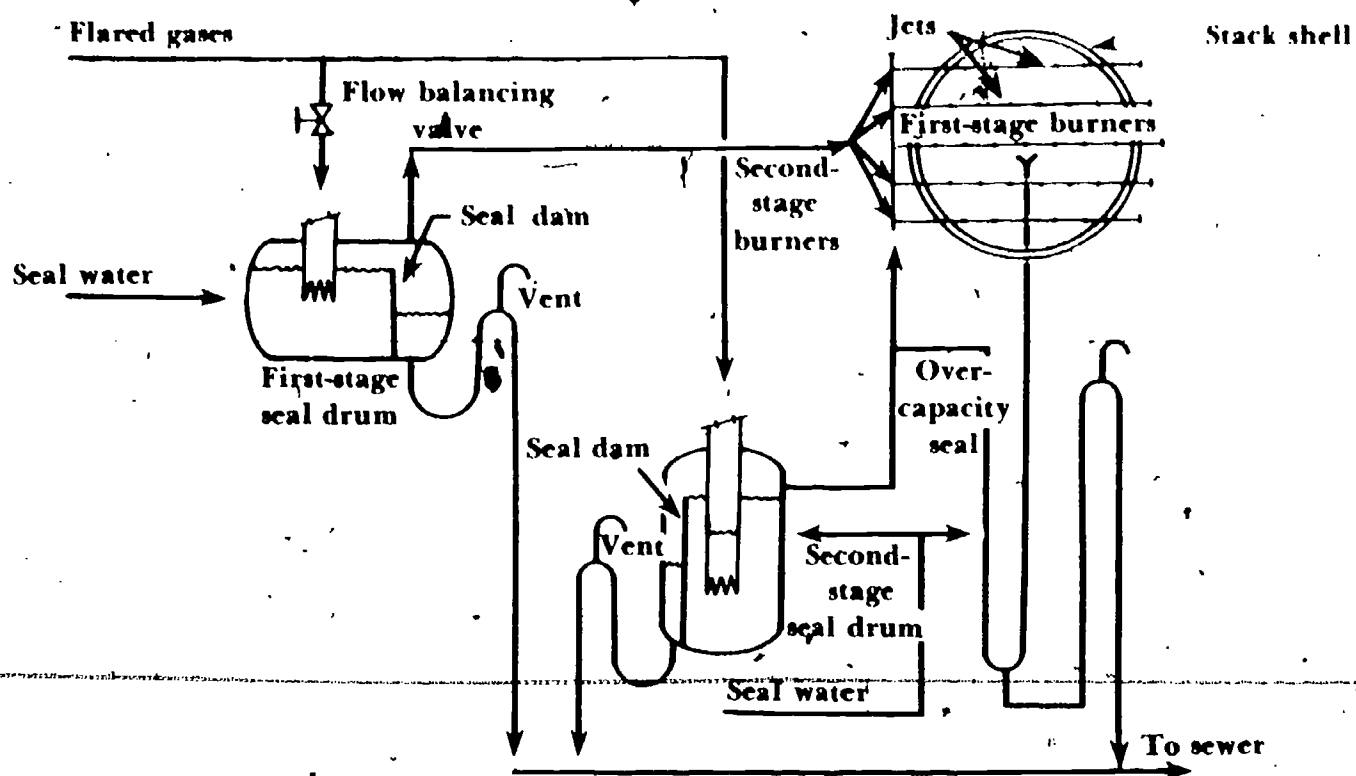 Flared gases
Jets
Stack shell
Flow balancing
valve
First-stage burners
Second-
stage
burners
Seal dam
Seal water
Vent
First-stage
seal drum
Over-
capacity
seal
Seal dam
Vent
Second-
stage
seal drum
Seal water
To sewer